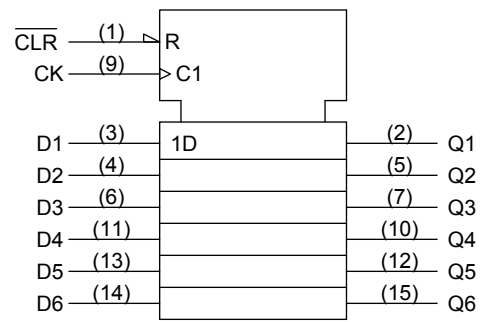 C̅L̅R̅ (1) R
CK (9) C1
D1 (3) 1D (2) Q1
D2 (4) (5) Q2
D3 (6) (7) Q3
D4 (11) (10) Q4
D5 (13) (12) Q5
D6 (14) (15) Q6